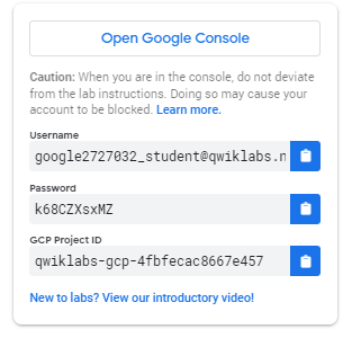 Open Google Console
Caution: When you are in the console, do not deviate
from the lab instructions. Doing so may cause your
account to be blocked. Learn more.
Username
google2727032_student@qwiklabs.n
Password
k68CZXsxMZ
GCP Project ID
qwiklabs-gcp-4fbfecac8667e457
New to labs? View our introductory video!